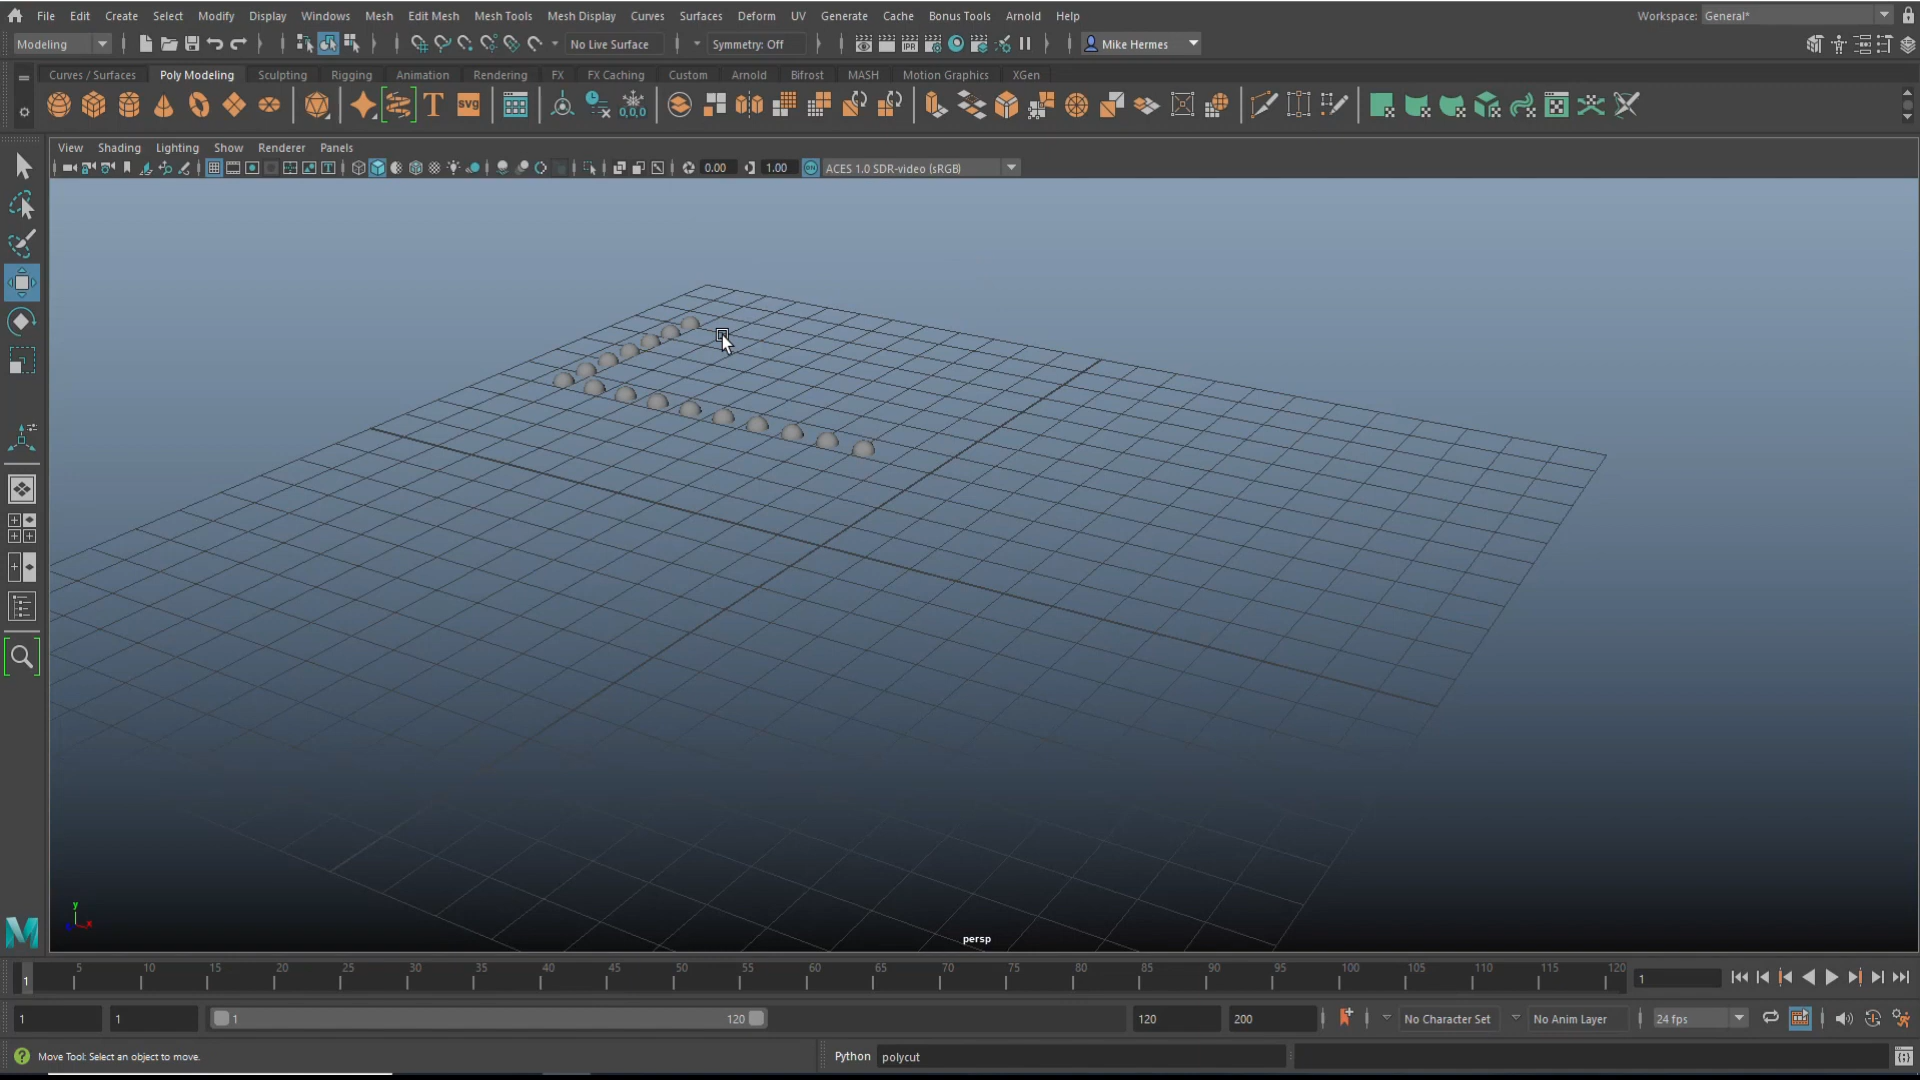 File Edit Create Select Modify Display Windows Mesh Edit Mesh Mesh Tools Mesh Display Curves Surfaces Deform UV Generate Cache Bonus Tools Arnold Help Workspace: General*
Modeling No Live Surface Symmetry: Off IPR Mike Hermes
Curves / Surfaces Poly Modeling Sculpting Rigging Animation Rendering FX FX Caching Custom Arnold Bifrost MASH Motion Graphics XGen
T svg 0,0,0
View Shading Lighting Show Renderer Panels
0.00 1.00 ACES 1.0 SDR-video (sRGB)
y
x
persp
5 10 15 20 25 30 35 40 45 50 55 60 65 70 75 80 85 90 95 100 105 110 115 120
1 1
1 1 1 120 120 200 No Character Set No Anim Layer 24 fps
Move Tool: Select an object to move. Python polycut